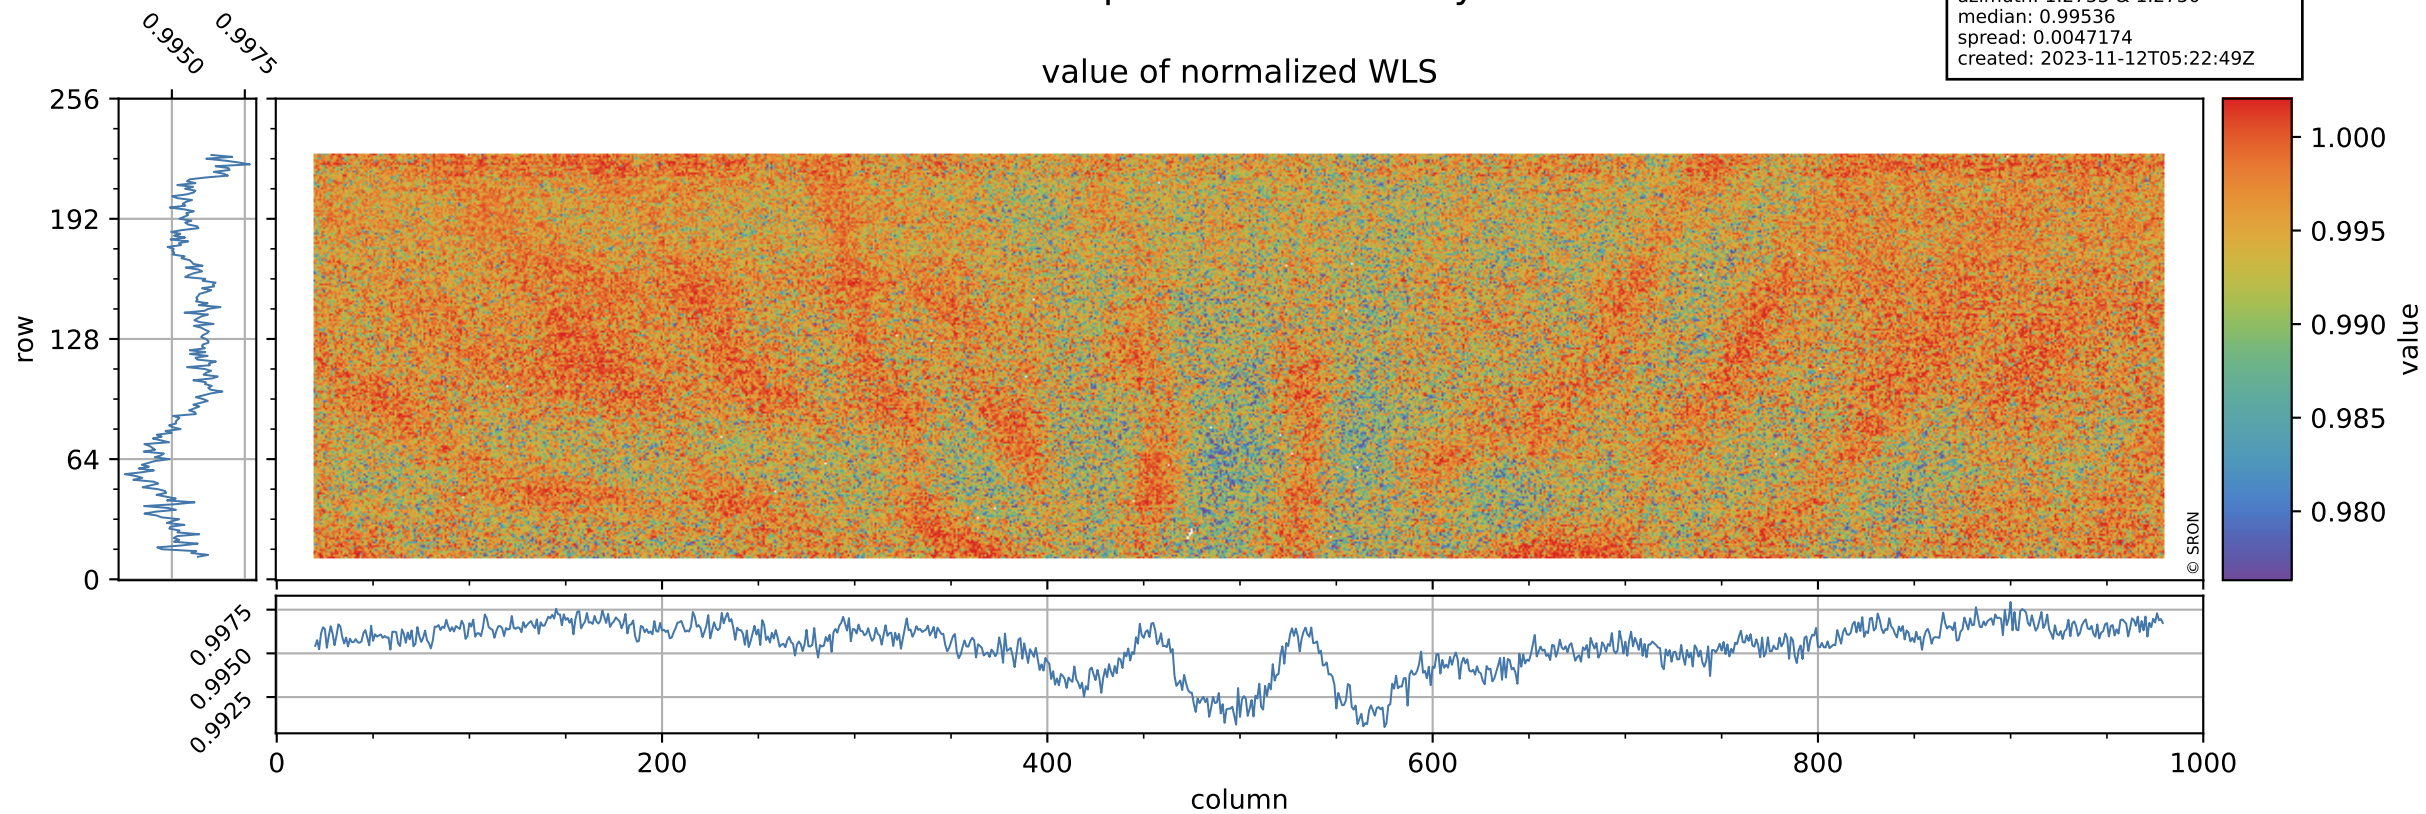 median: 0.99536
spread: 0.0047174
created: 2023-11-12T05:22:49Z
value of normalized WLS
0.9950
0.9975
256
192
128
64
0
row
© SRON
1.000
0.995
0.990
0.985
0.980
value
0.9975
0.9950
0.9925
0
200
400
600
800
1000
column